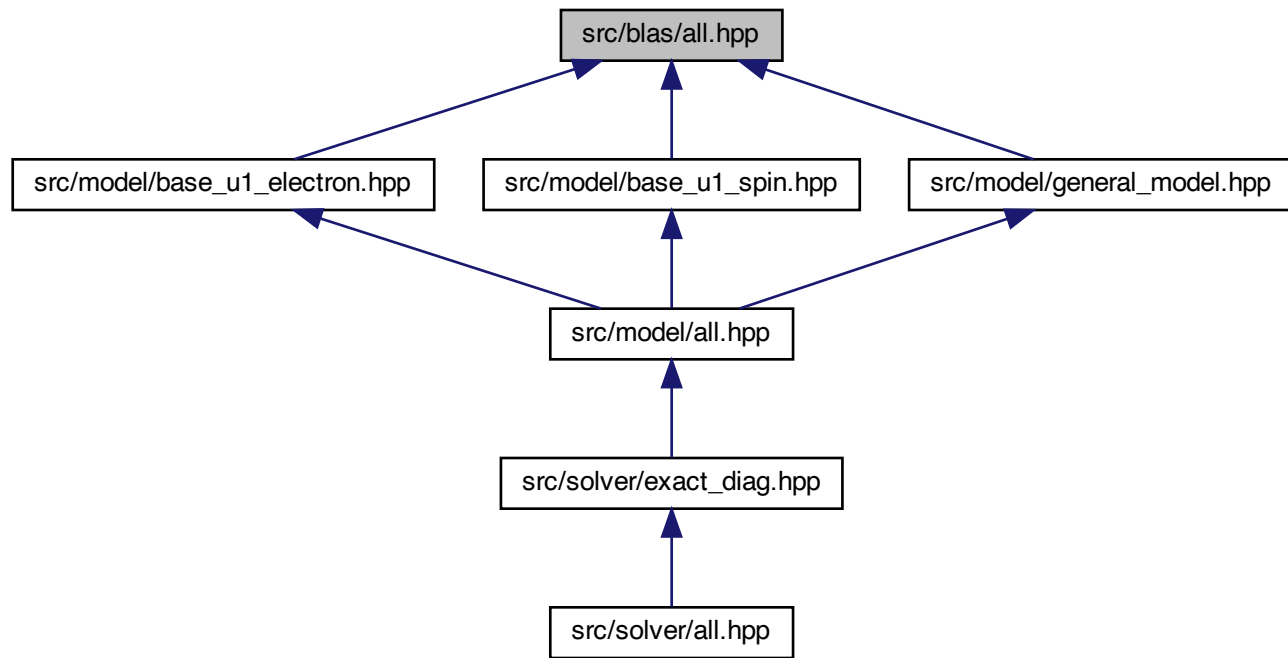 src/blas/all.hpp
src/model/base_u1_electron.hpp
src/model/base_u1_spin.hpp
src/model/general_model.hpp
src/model/all.hpp
src/solver/exact_diag.hpp
src/solver/all.hpp